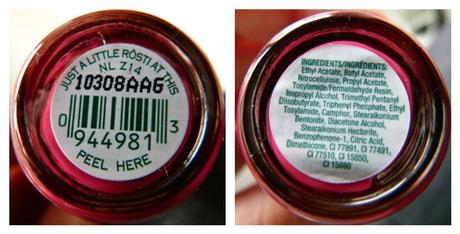 JUST A LITTLE RÖSTI AT THIS
NL Z14
10308AA6
0 944981 3
PEEL HERE
INGREDIENTS/INGRÉDIENTS:
Ethyl Acetate, Butyl Acetate,
Nitrocellulose, Propyl Acetate,
Tosylamide/Formaldehyde Resin,
Isopropyl Alcohol, Trimethyl Pentanyl
Diisobutyrate, Triphenyl Phosphate, Ethyl
Tosylamide, Camphor, Stearalkonium
Bentonite, Diacetone Alcohol,
Stearalkonium Hectorite,
Benzophenone-1, Citric Acid,
Dimethicone, CI 77891, CI 77491,
CI 77510, CI 15850,
CI 15880